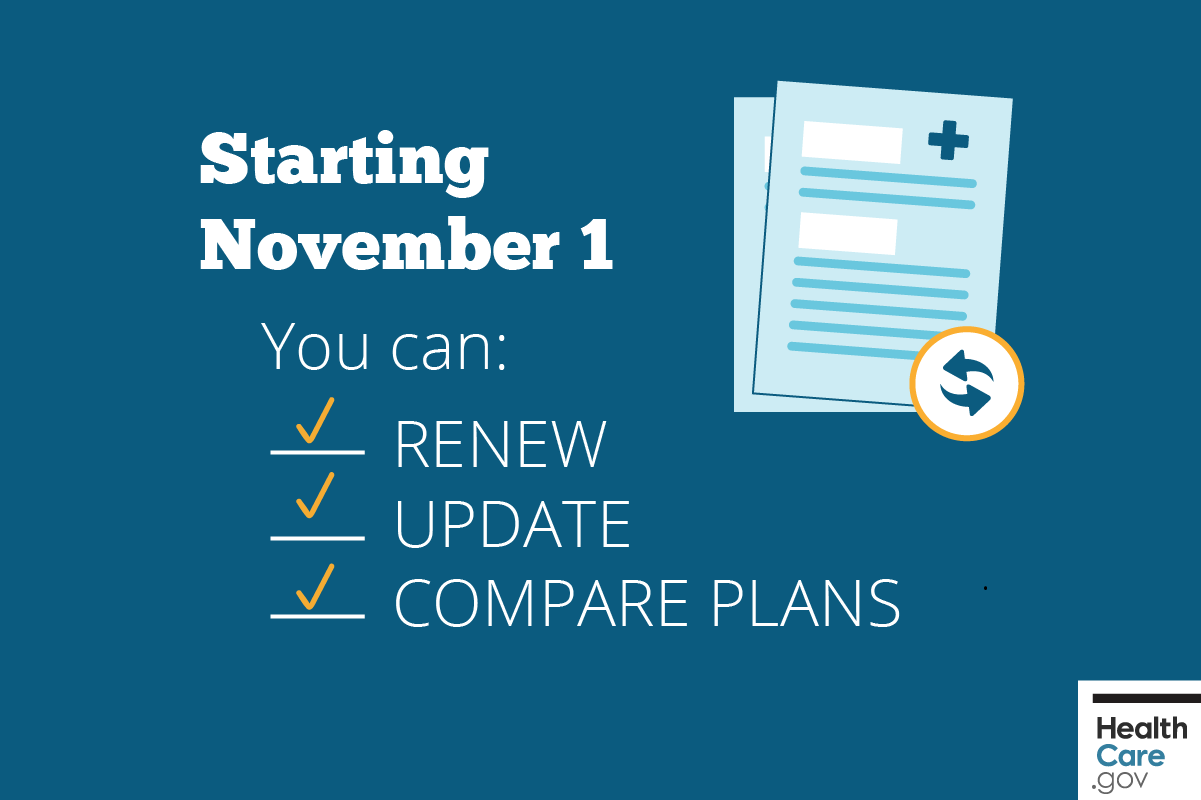 Starting
November 1
You can:
RENEW
UPDATE
COMPARE PLANS
Health
Care
.gov